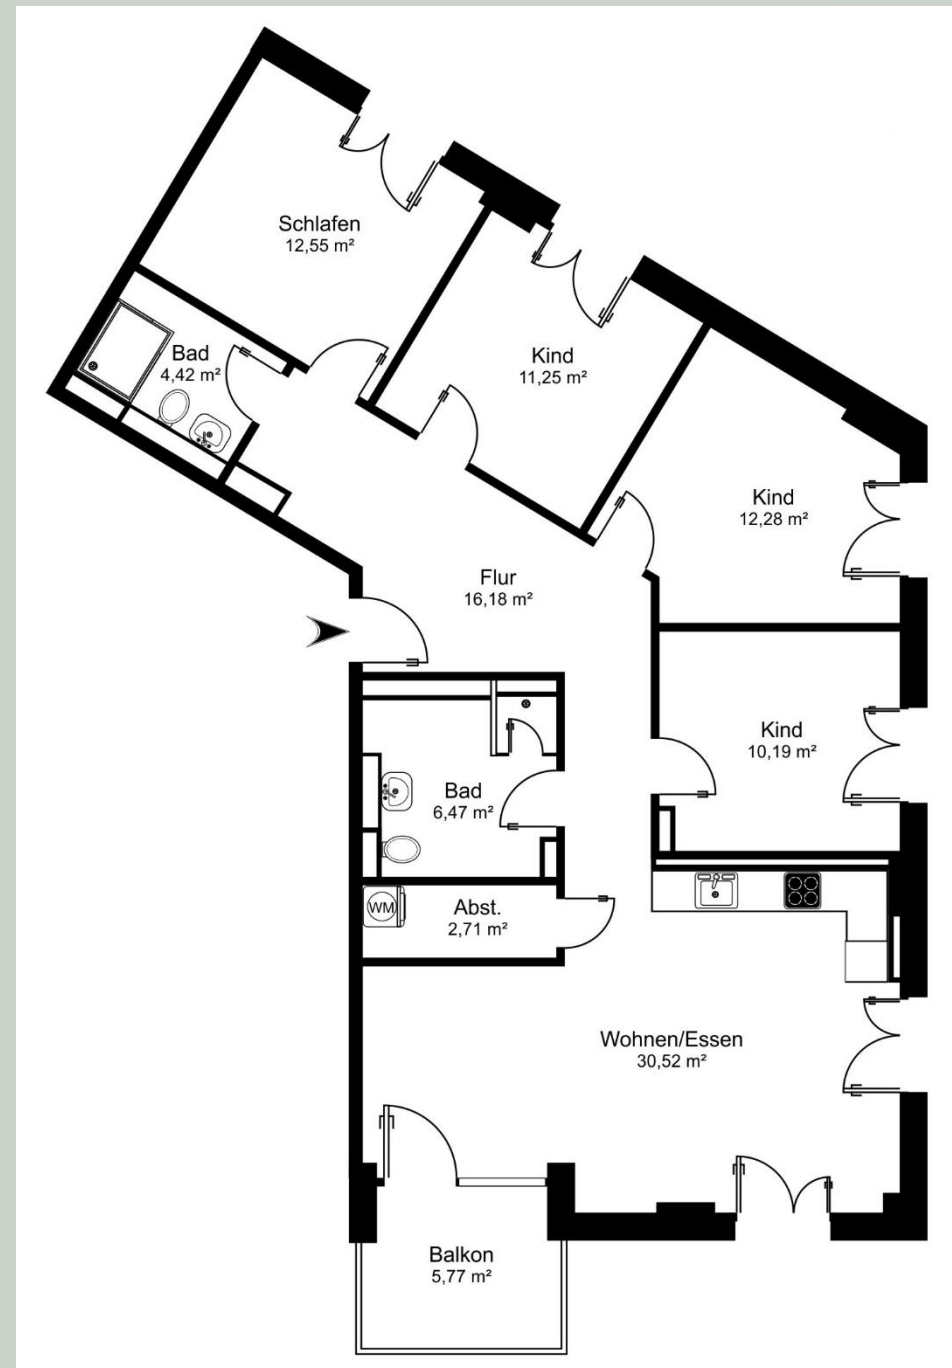 Schlafen
12,55 m²
Bad
4,42 m²
Kind
11,25 m²
Kind
12,28 m²
Flur
16,18 m²
Kind
10,19 m²
Bad
6,47 m²
WM
Abst.
2,71 m²
Wohnen/Essen
30,52 m²
Balkon
5,77 m²